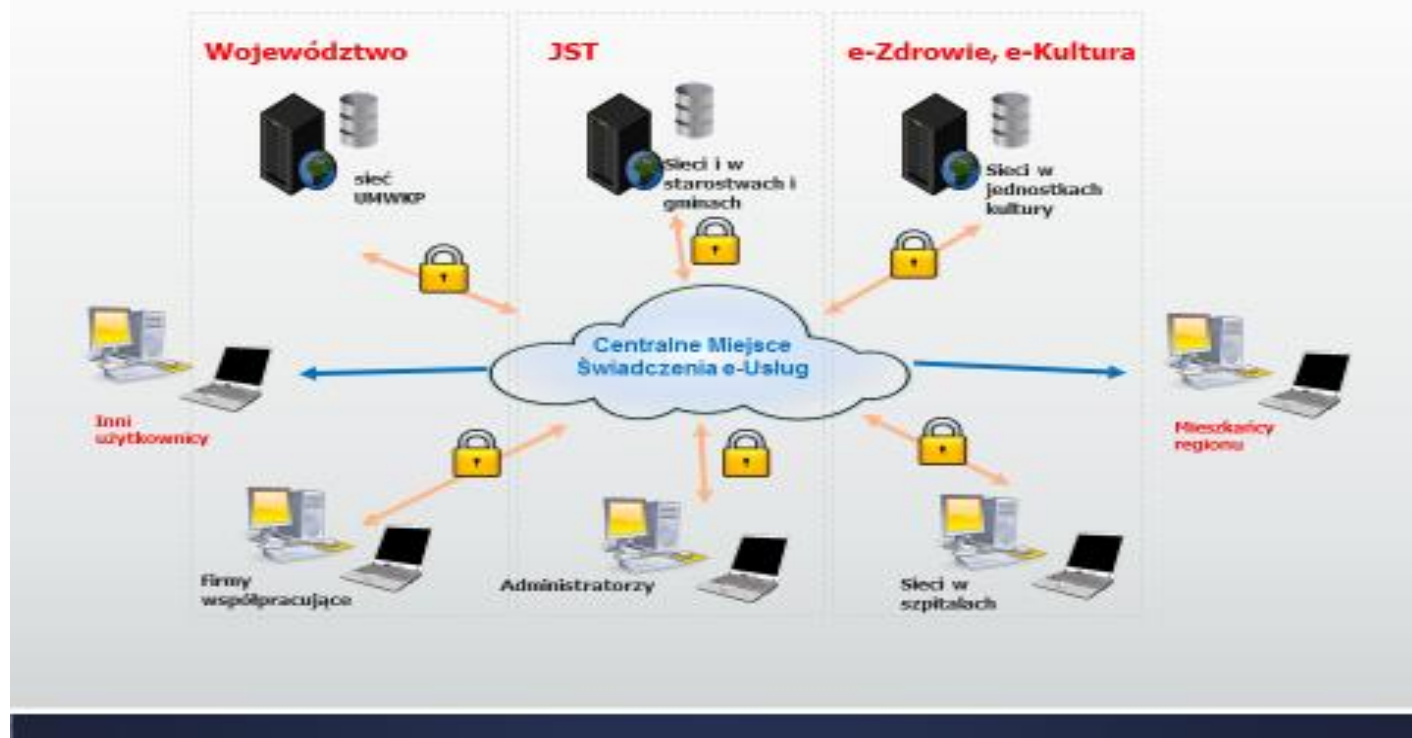 Województwo
JST
e-Zdrowie, e-Kultura
sieć
UMWKP
Sieci i w
starostwach i
gminach
Sieci w
jednostkach
kultury
Centralne Miejsce
Świadczenia e-Usług
Inni
użytkownicy
Mieszkańcy
regionu
Firmy
współpracujące
Administratorzy
Sieci w
szpitalach